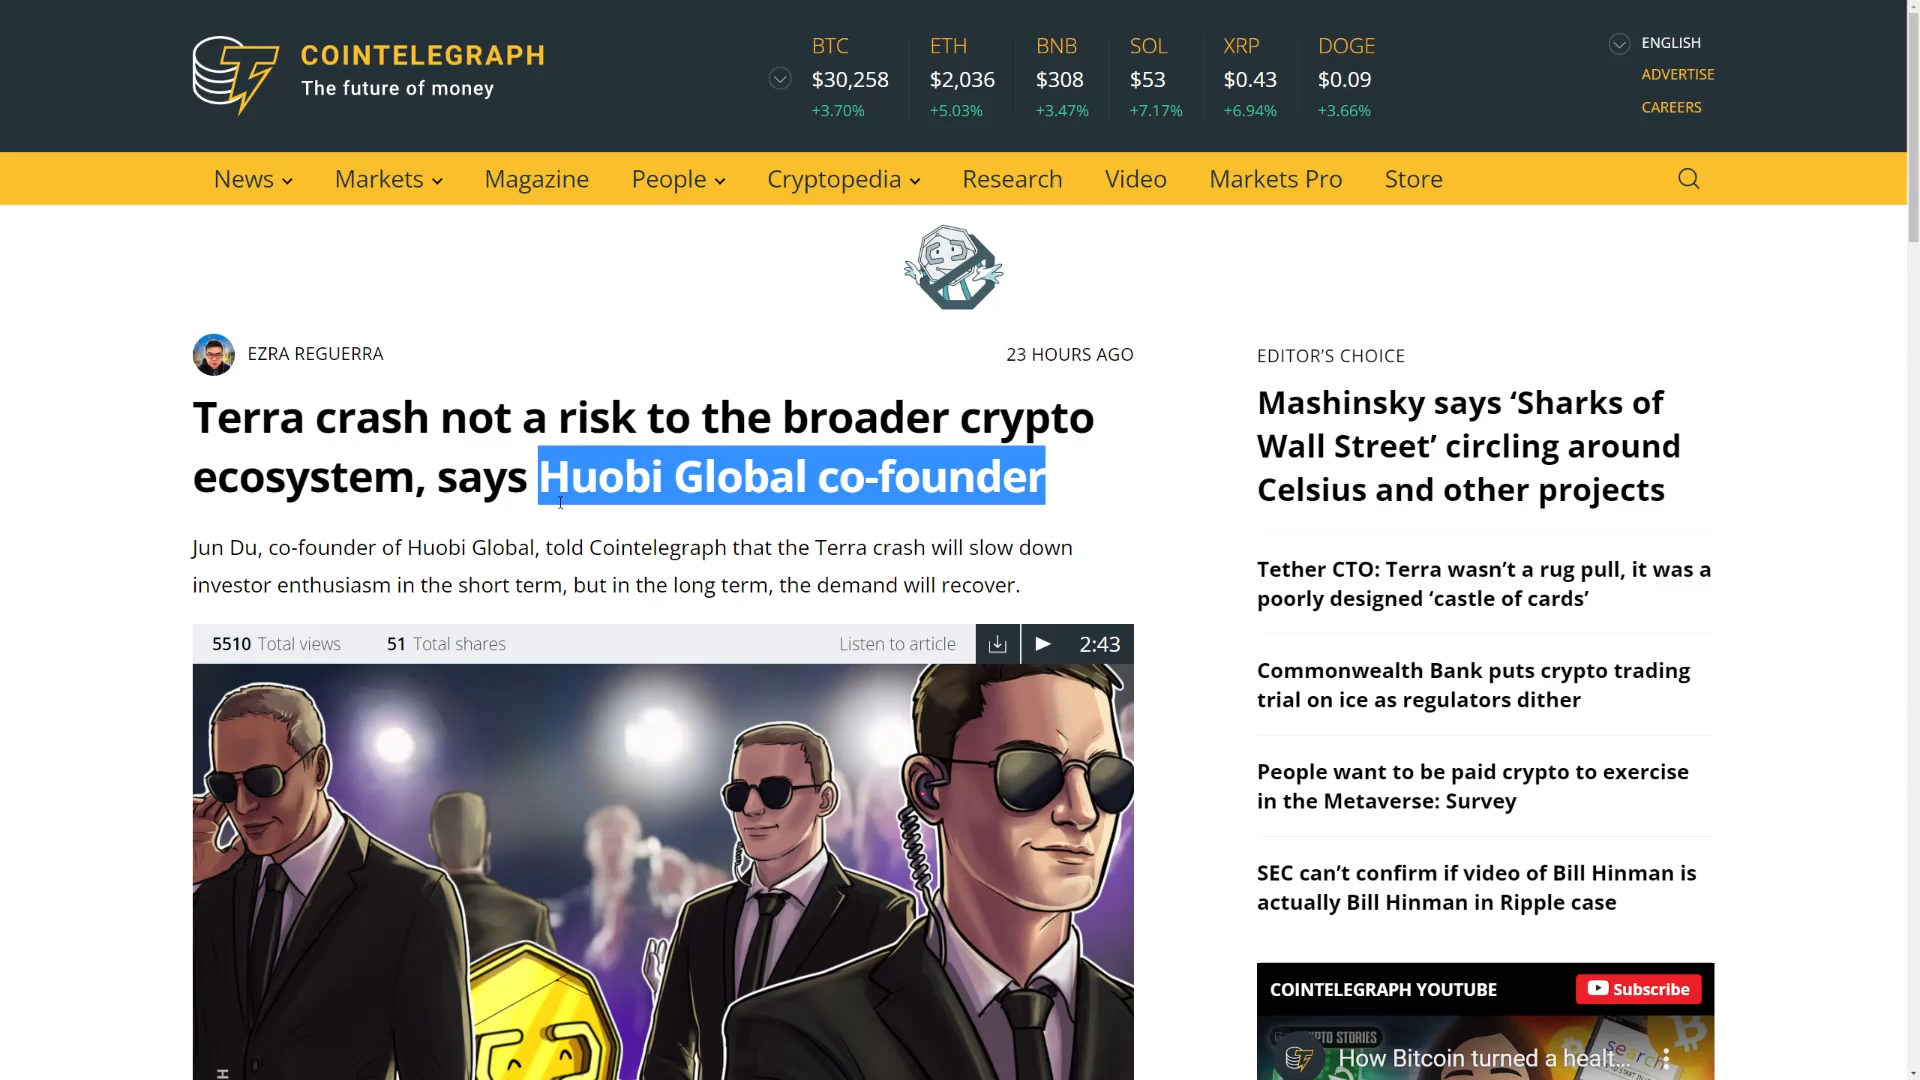 COINTELEGRAPH
The future of money
BTC
$30,258
+3.70%
ETH
$2,036
+5.03%
BNB
$308
+3.47%
SOL
$53
+7.17%
XRP
$0.43
+6.94%
DOGE
$0.09
+3.66%
ENGLISH
ADVERTISE
CAREERS
News
Markets
Magazine
People
Cryptopedia
Research
Video
Markets Pro
Store
EZRA REGUERRA
23 HOURS AGO
Terra crash not a risk to the broader crypto
ecosystem, says Huobi Global co-founder
Jun Du, co-founder of Huobi Global, told Cointelegraph that the Terra crash will slow down
investor enthusiasm in the short term, but in the long term, the demand will recover.
5510 Total views
51 Total shares
Listen to article
2:43
EDITOR’S CHOICE
Mashinsky says ‘Sharks of
Wall Street’ circling around
Celsius and other projects
Tether CTO: Terra wasn’t a rug pull, it was a
poorly designed ‘castle of cards’
Commonwealth Bank puts crypto trading
trial on ice as regulators dither
People want to be paid crypto to exercise
in the Metaverse: Survey
SEC can’t confirm if video of Bill Hinman is
actually Bill Hinman in Ripple case
COINTELEGRAPH YOUTUBE
Subscribe
How Bitcoin turned a healt...
search